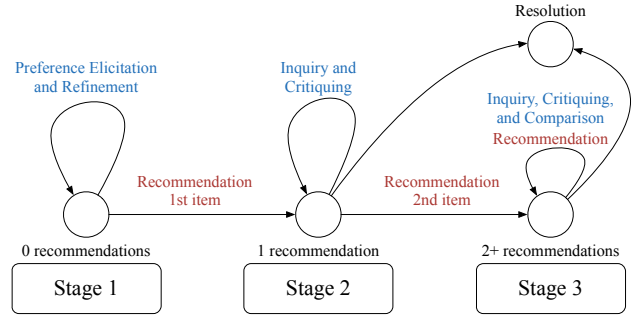 Resolution
Preference Elicitation
and Refinement
Inquiry and
Critiquing
Inquiry, Critiquing,
and Comparison
Recommendation
Recommendation
1st item
Recommendation
2nd item
0 recommendations
1 recommendation
2+ recommendations
Stage 1
Stage 2
Stage 3